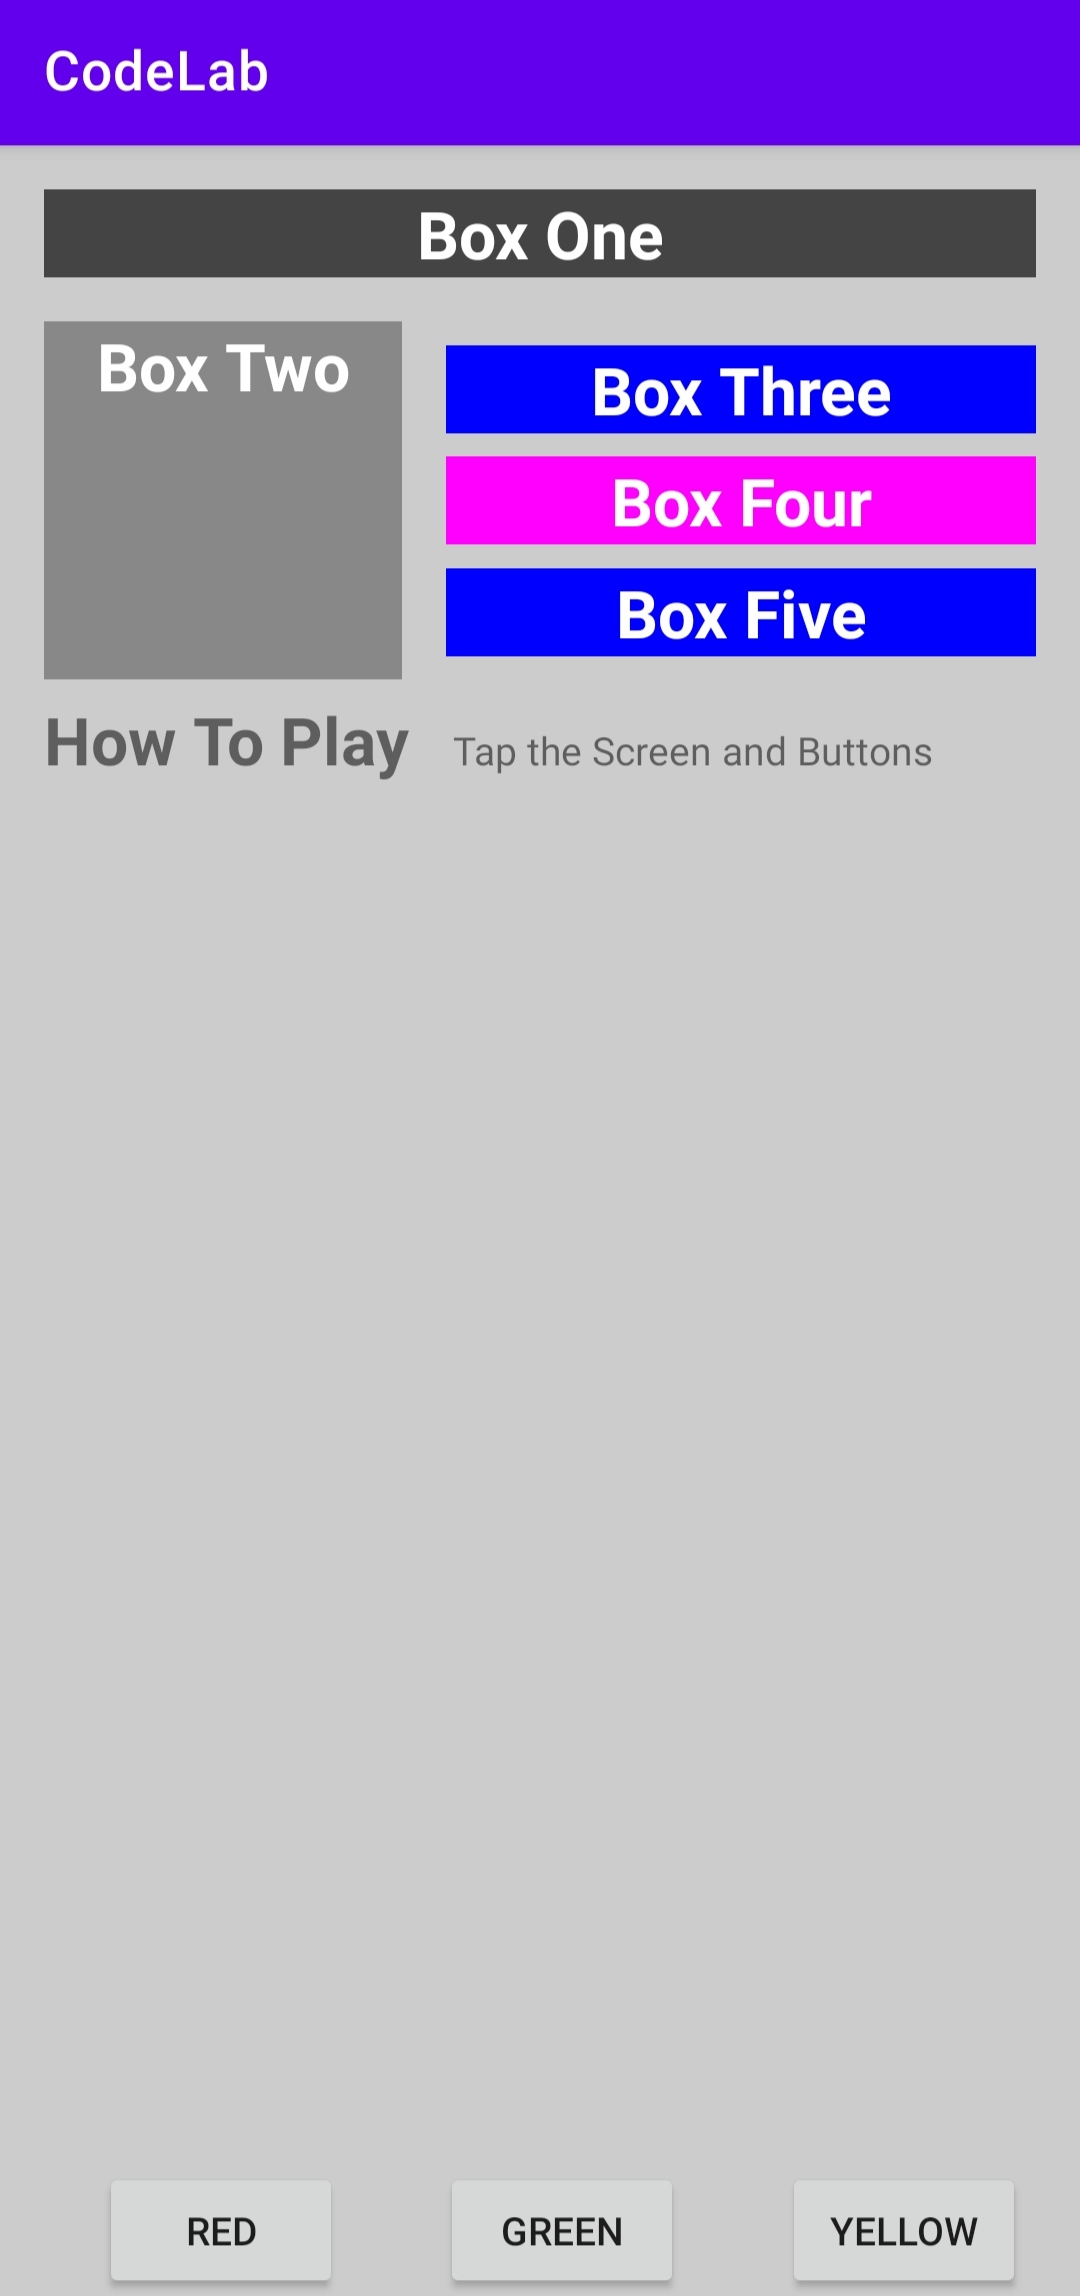 CodeLab
Box One
Box Two
Box Three
Box Four
Box Five
How To Play Tap the Screen and Buttons
RED GREEN YELLOW